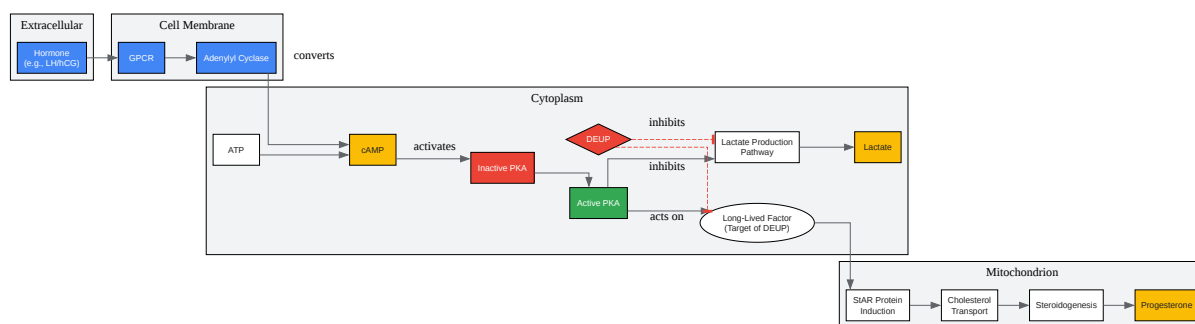 Extracellular
Cell Membrane
Hormone
(e.g., LH/hCG)
GPCR
Adenylyl Cyclase
converts
Cytoplasm
ATP
cAMP
activates
Inactive PKA
DEUP
inhibits
Lactate Production
Pathway
Lactate
inhibits
Active PKA
acts on
Long-Lived Factor
(Target of DEUP)
Mitochondrion
StAR Protein
Induction
Cholesterol
Transport
Steroidogenesis
Progesterone